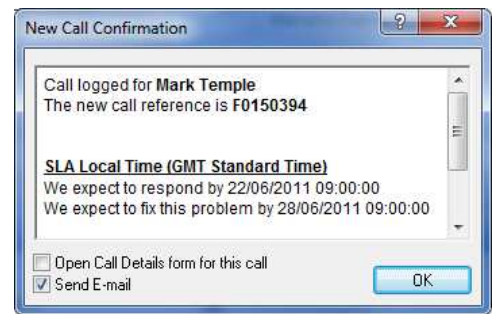 New Call Confirmation
?
X
Call logged for Mark Temple
The new call reference is F0150394
SLA Local Time (GMT Standard Time)
We expect to respond by 22/06/2011 09:00:00
We expect to fix this problem by 28/06/2011 09:00:00
Open Call Details form for this call
Send E-mail
OK